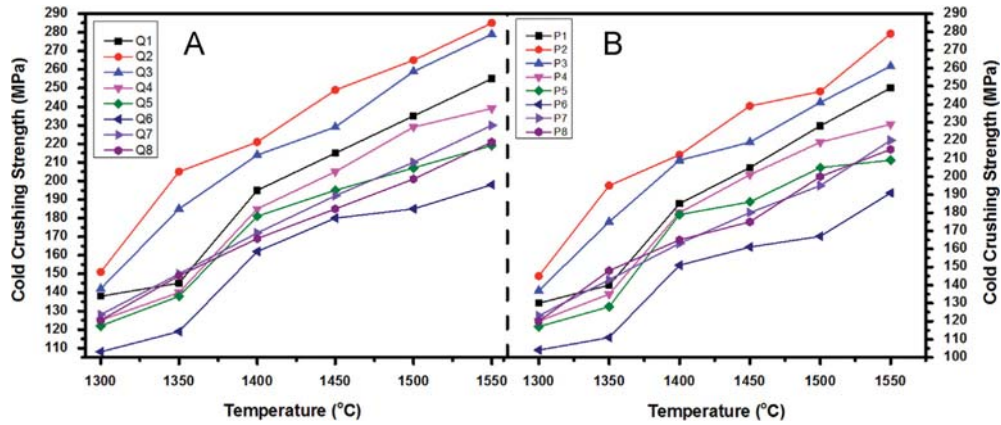 A
B
Q1
Q2
Q3
Q4
Q5
Q6
Q7
Q8
P1
P2
P3
P4
P5
P6
P7
P8
Cold Crushing Strength (MPa)
290
280
270
260
250
240
230
220
210
200
190
180
170
160
150
140
130
120
110
1300 1350 1400 1450 1500 1550
Temperature (°C)
1300 1350 1400 1450 1500 1550
Temperature (°C)
290
280
270
260
250
240
230
220
210
200
190
180
170
160
150
140
130
120
110
100
Cold Crushing Strength (MPa)